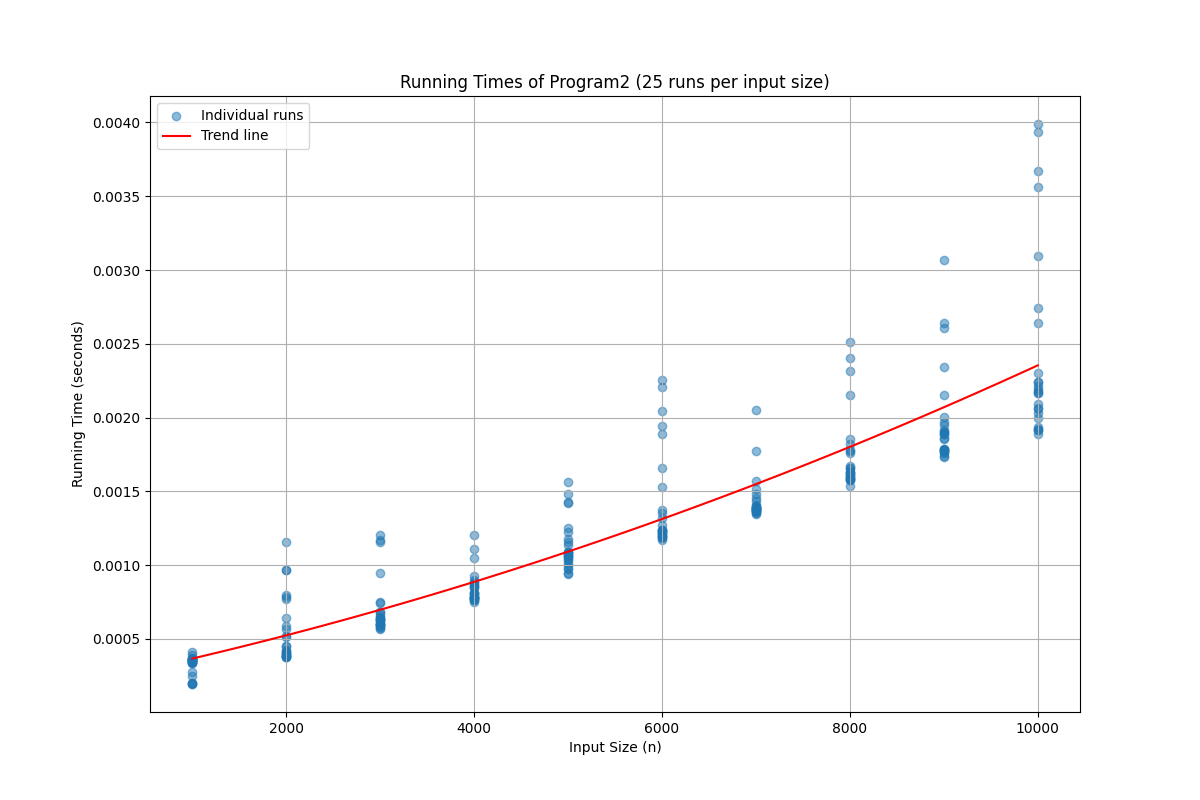 Running Times of Program2 (25 runs per input size)
Individual runs
Trend line
0.0040
0.0035
0.0030
0.0025
0.0020
0.0015
0.0010
0.0005
Running Time (seconds)
2000 4000 6000 8000 10000
Input Size (n)